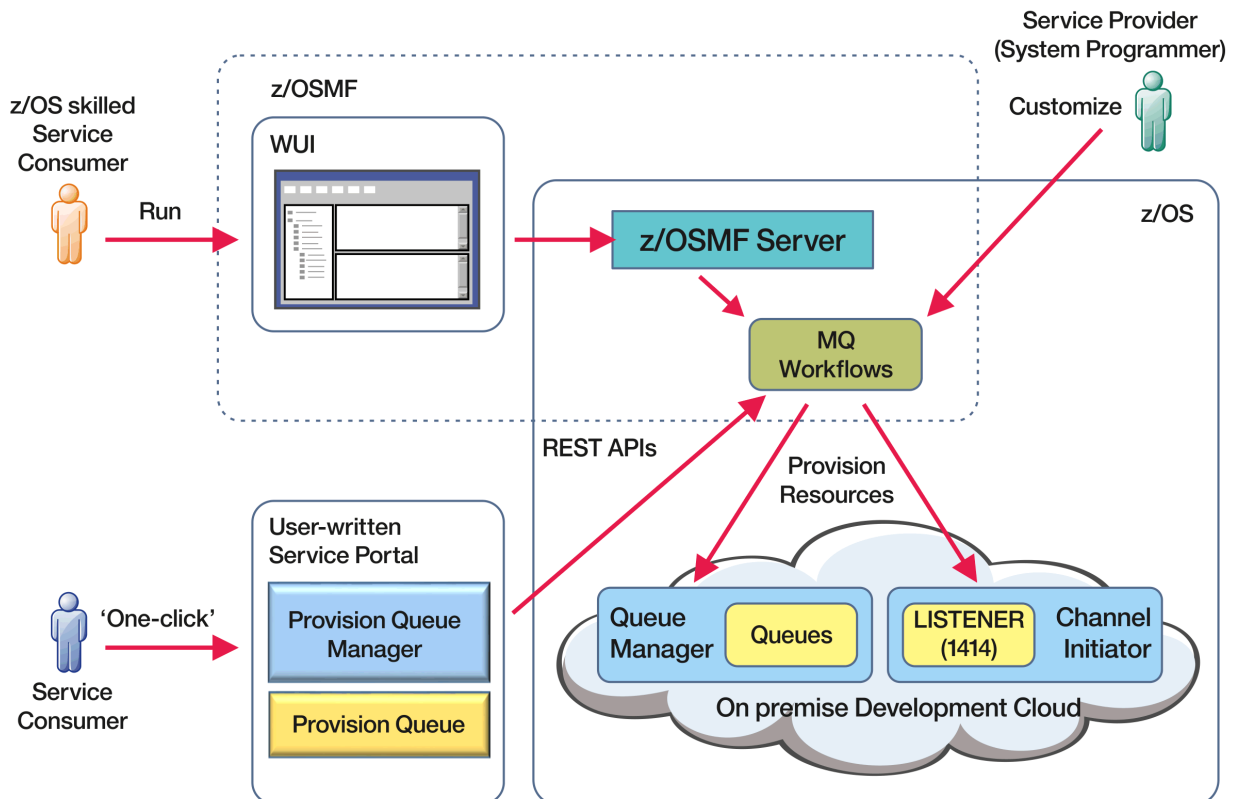 Service Provider
(System Programmer)
Customize
z/OSMF
z/OS skilled
Service
Consumer
Run
WUI
z/OS
z/OSMF Server
MQ
Workflows
REST APIs
Provision
Resources
User-written
Service Portal
'One-click'
Service
Consumer
Provision Queue
Manager
Provision Queue
Queue
Manager
Queues
LISTENER
(1414)
Channel
Initiator
On premise Development Cloud